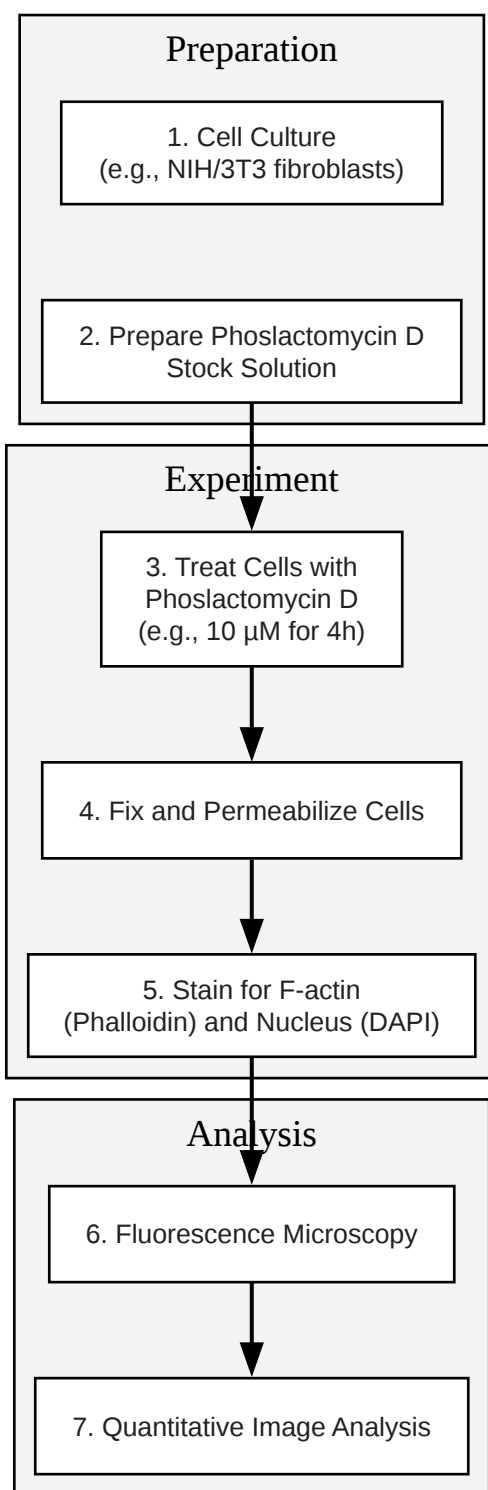 Preparation
1. Cell Culture
(e.g., NIH/3T3 fibroblasts)
2. Prepare Phoslactomycin D
Stock Solution
Experiment
3. Treat Cells with
Phoslactomycin D
(e.g., 10 µM for 4h)
4. Fix and Permeabilize Cells
5. Stain for F-actin
(Phalloidin) and Nucleus (DAPI)
Analysis
6. Fluorescence Microscopy
7. Quantitative Image Analysis